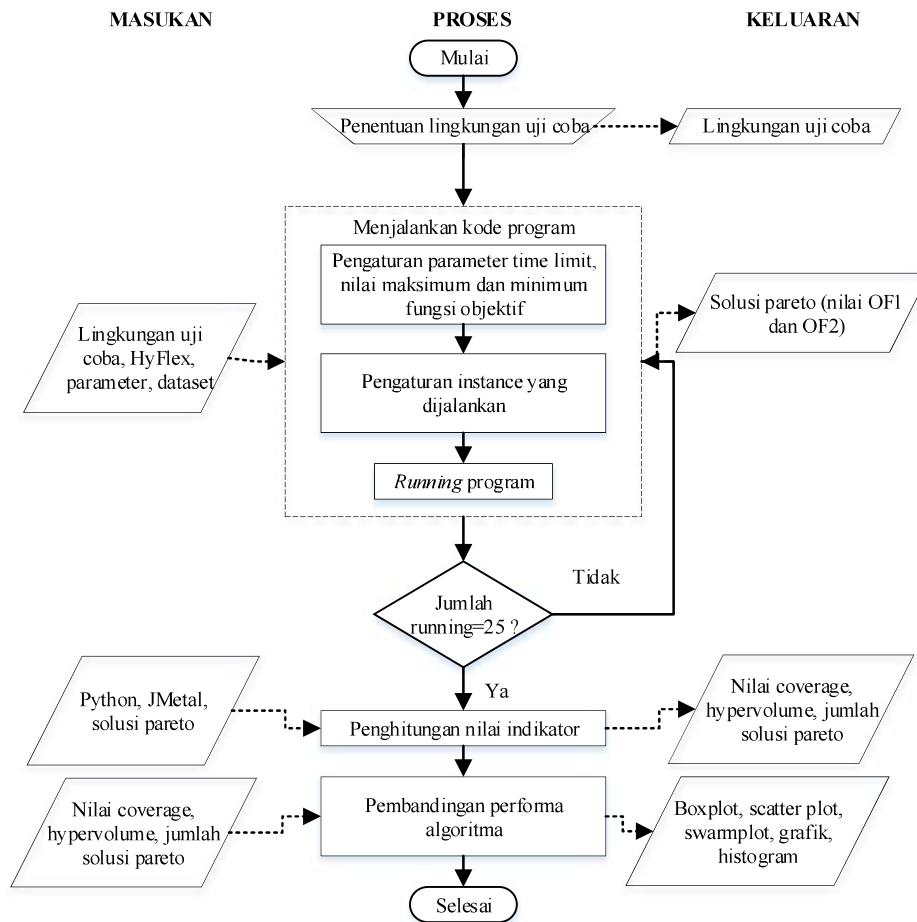 MASUKAN
PROSES
KELUARAN
Mulai
Penentuan lingkungan uji coba
Lingkungan uji coba
Menjalankan kode program
Pengaturan parameter time limit,
nilai maksimum dan minimum
fungsi objektif
Solusi pareto (nilai OF1
dan OF2)
Lingkungan uji
coba, HyFlex,
parameter, dataset
Pengaturan instance yang
dijalankan
Running program
Tidak
Jumlah
running=25 ?
Ya
Python, JMetal,
solusi pareto
Penghitungan nilai indikator
Nilai coverage,
hypervolume, jumlah
solusi pareto
Nilai coverage,
hypervolume, jumlah
solusi pareto
Pembandingan performa
algoritma
Boxplot, scatter plot,
swarmplot, grafik,
histogram
Selesai